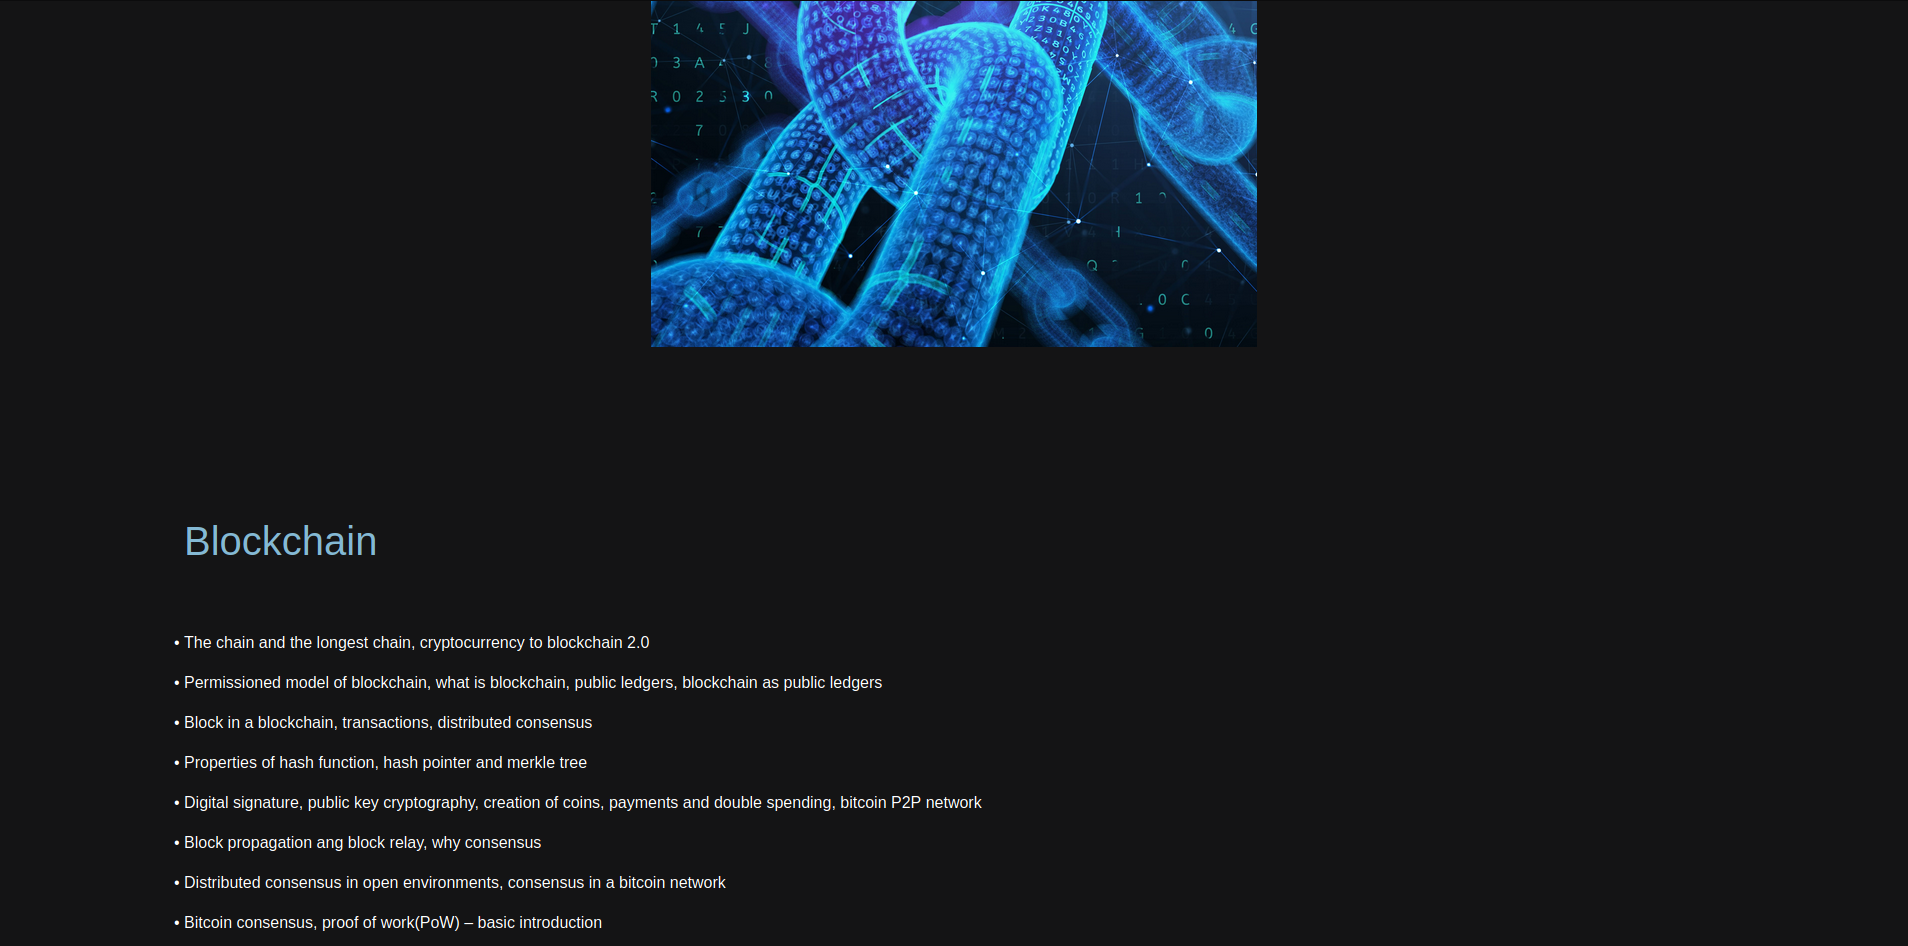 Blockchain
• The chain and the longest chain, cryptocurrency to blockchain 2.0
• Permissioned model of blockchain, what is blockchain, public ledgers, blockchain as public ledgers
• Block in a blockchain, transactions, distributed consensus
• Properties of hash function, hash pointer and merkle tree
• Digital signature, public key cryptography, creation of coins, payments and double spending, bitcoin P2P network
• Block propagation ang block relay, why consensus
• Distributed consensus in open environments, consensus in a bitcoin network
• Bitcoin consensus, proof of work(PoW) – basic introduction